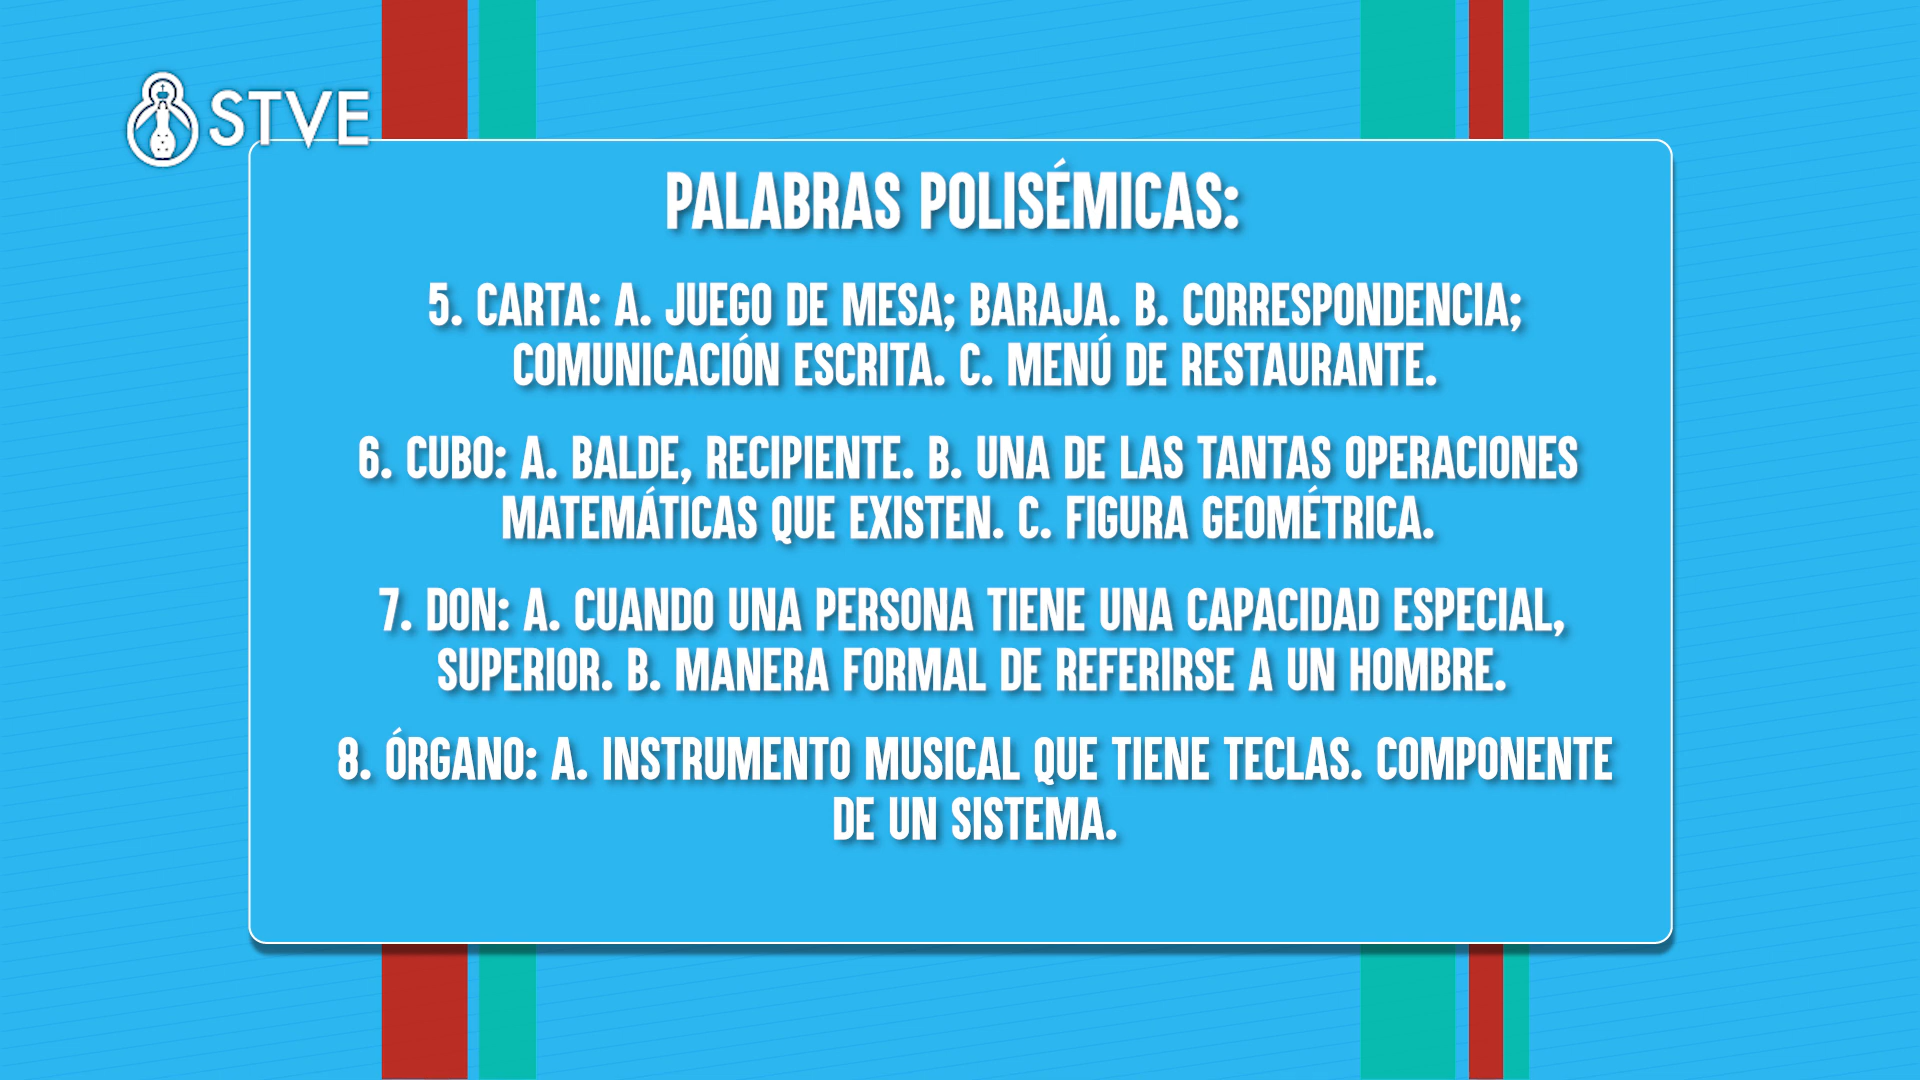 STVE
PALABRAS POLISÉMICAS:
5. CARTA: A. JUEGO DE MESA; BARAJA. B. CORRESPONDENCIA;
COMUNICACIÓN ESCRITA. C. MENÚ DE RESTAURANTE.
6. CUBO: A. BALDE, RECIPIENTE. B. UNA DE LAS TANTAS OPERACIONES
MATEMÁTICAS QUE EXISTEN. C. FIGURA GEOMÉTRICA.
7. DON: A. CUANDO UNA PERSONA TIENE UNA CAPACIDAD ESPECIAL,
SUPERIOR. B. MANERA FORMAL DE REFERIRSE A UN HOMBRE.
8. ÓRGANO: A. INSTRUMENTO MUSICAL QUE TIENE TECLAS. COMPONENTE
DE UN SISTEMA.